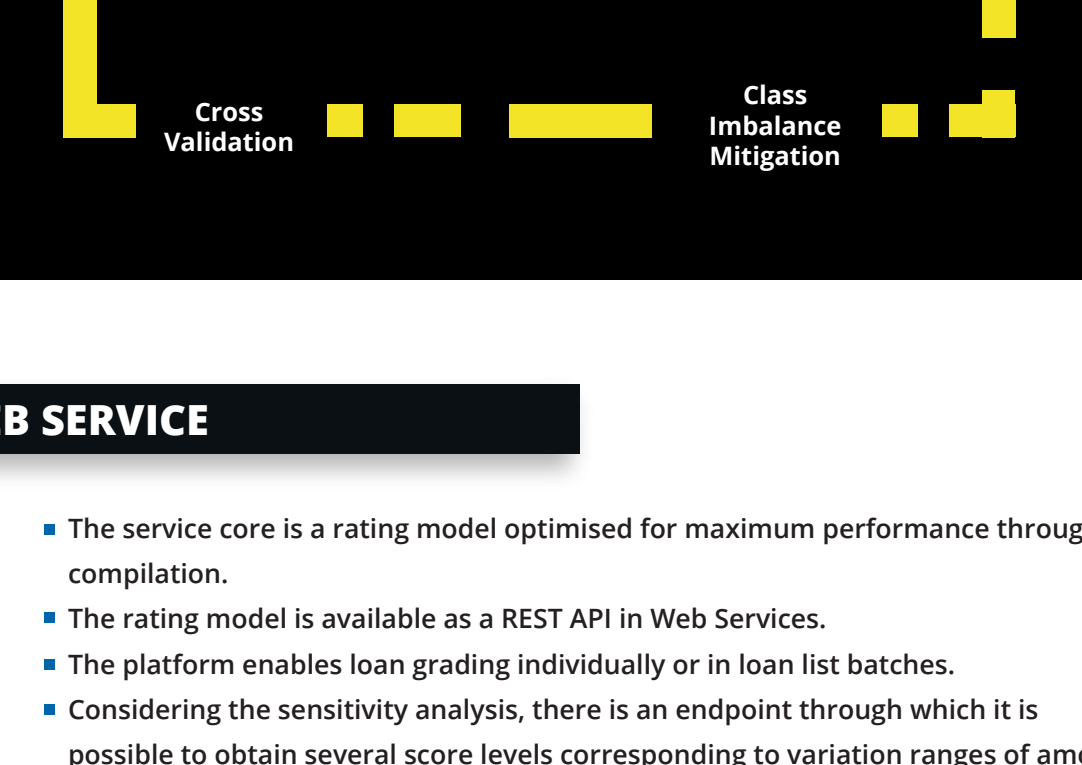 Cross
Validation
Class
Imbalance
Mitigation
B SERVICE
The service core is a rating model optimised for maximum performance
compilation.
The rating model is available as a REST API in Web Services.
The platform enables loan grading individually or in loan list batches.
Considering the sensitivity analysis, there is an endpoint through which it is
possible to obtain several score levels corresponding to variation ranges of